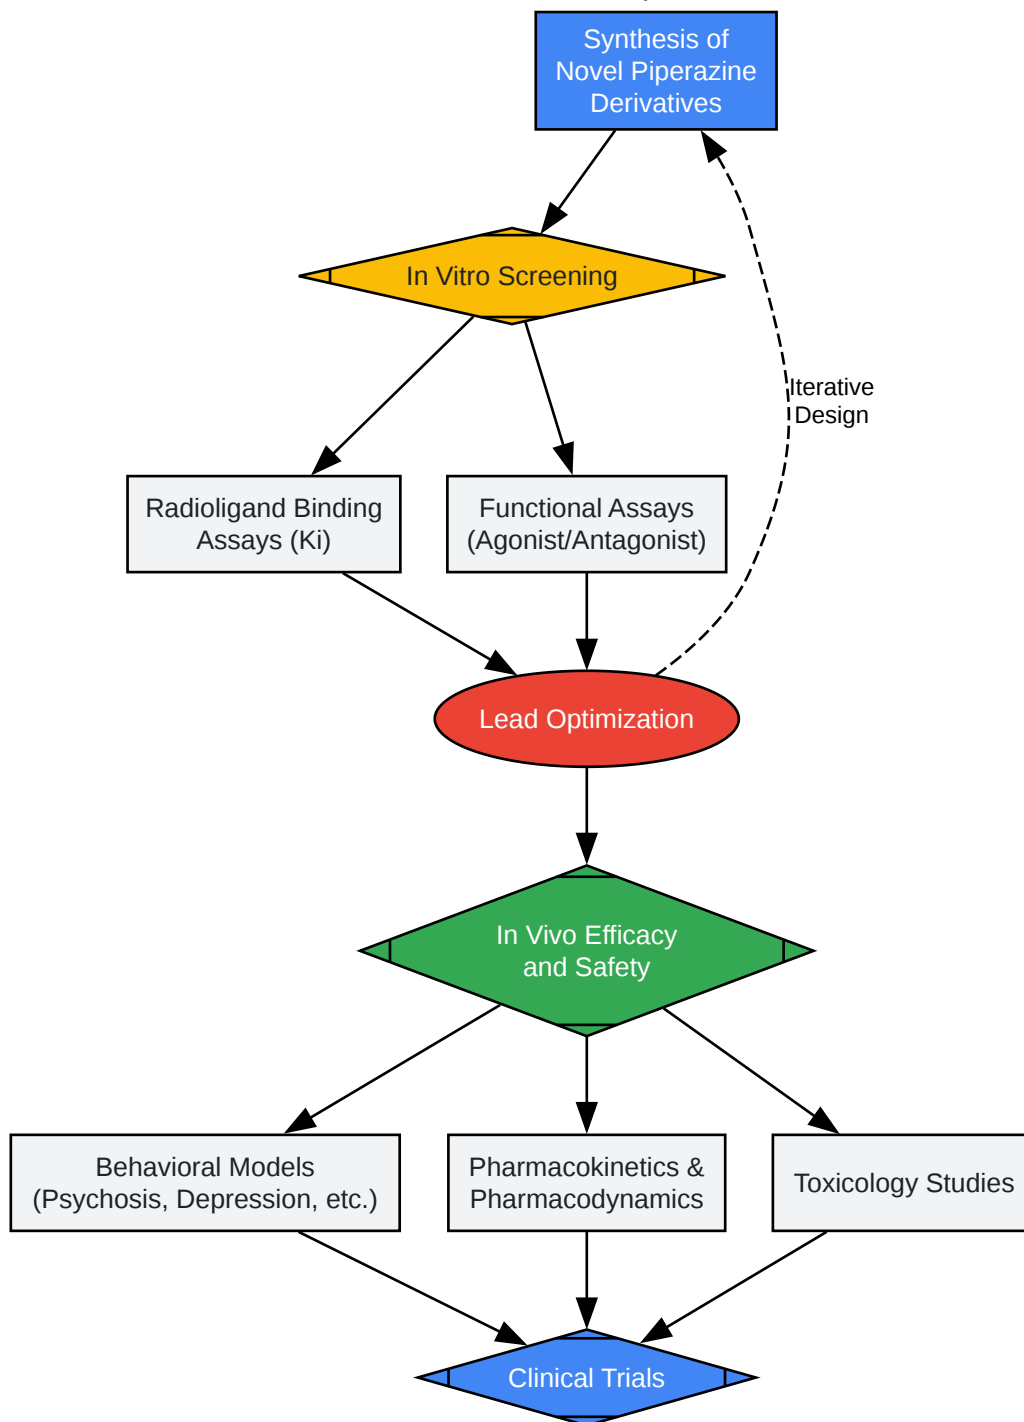 Synthesis of
Novel Piperazine
Derivatives
In Vitro Screening
Iterative
Design
Radioligand Binding
Assays (Ki)
Functional Assays
(Agonist/Antagonist)
Lead Optimization
In Vivo Efficacy
and Safety
Behavioral Models
(Psychosis, Depression, etc.)
Pharmacokinetics &
Pharmacodynamics
Toxicology Studies
Clinical Trials